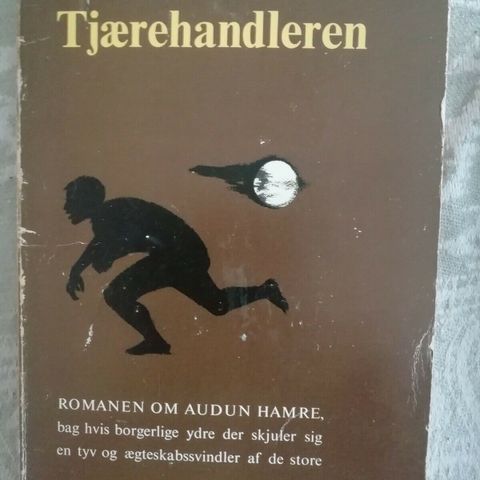 Tjærehandleren
ROMANEN OM AUDUN HAMRE,
bag hvis borgerlige ydre der skjuler sig
en tyv og ægteskabssvindler af de store